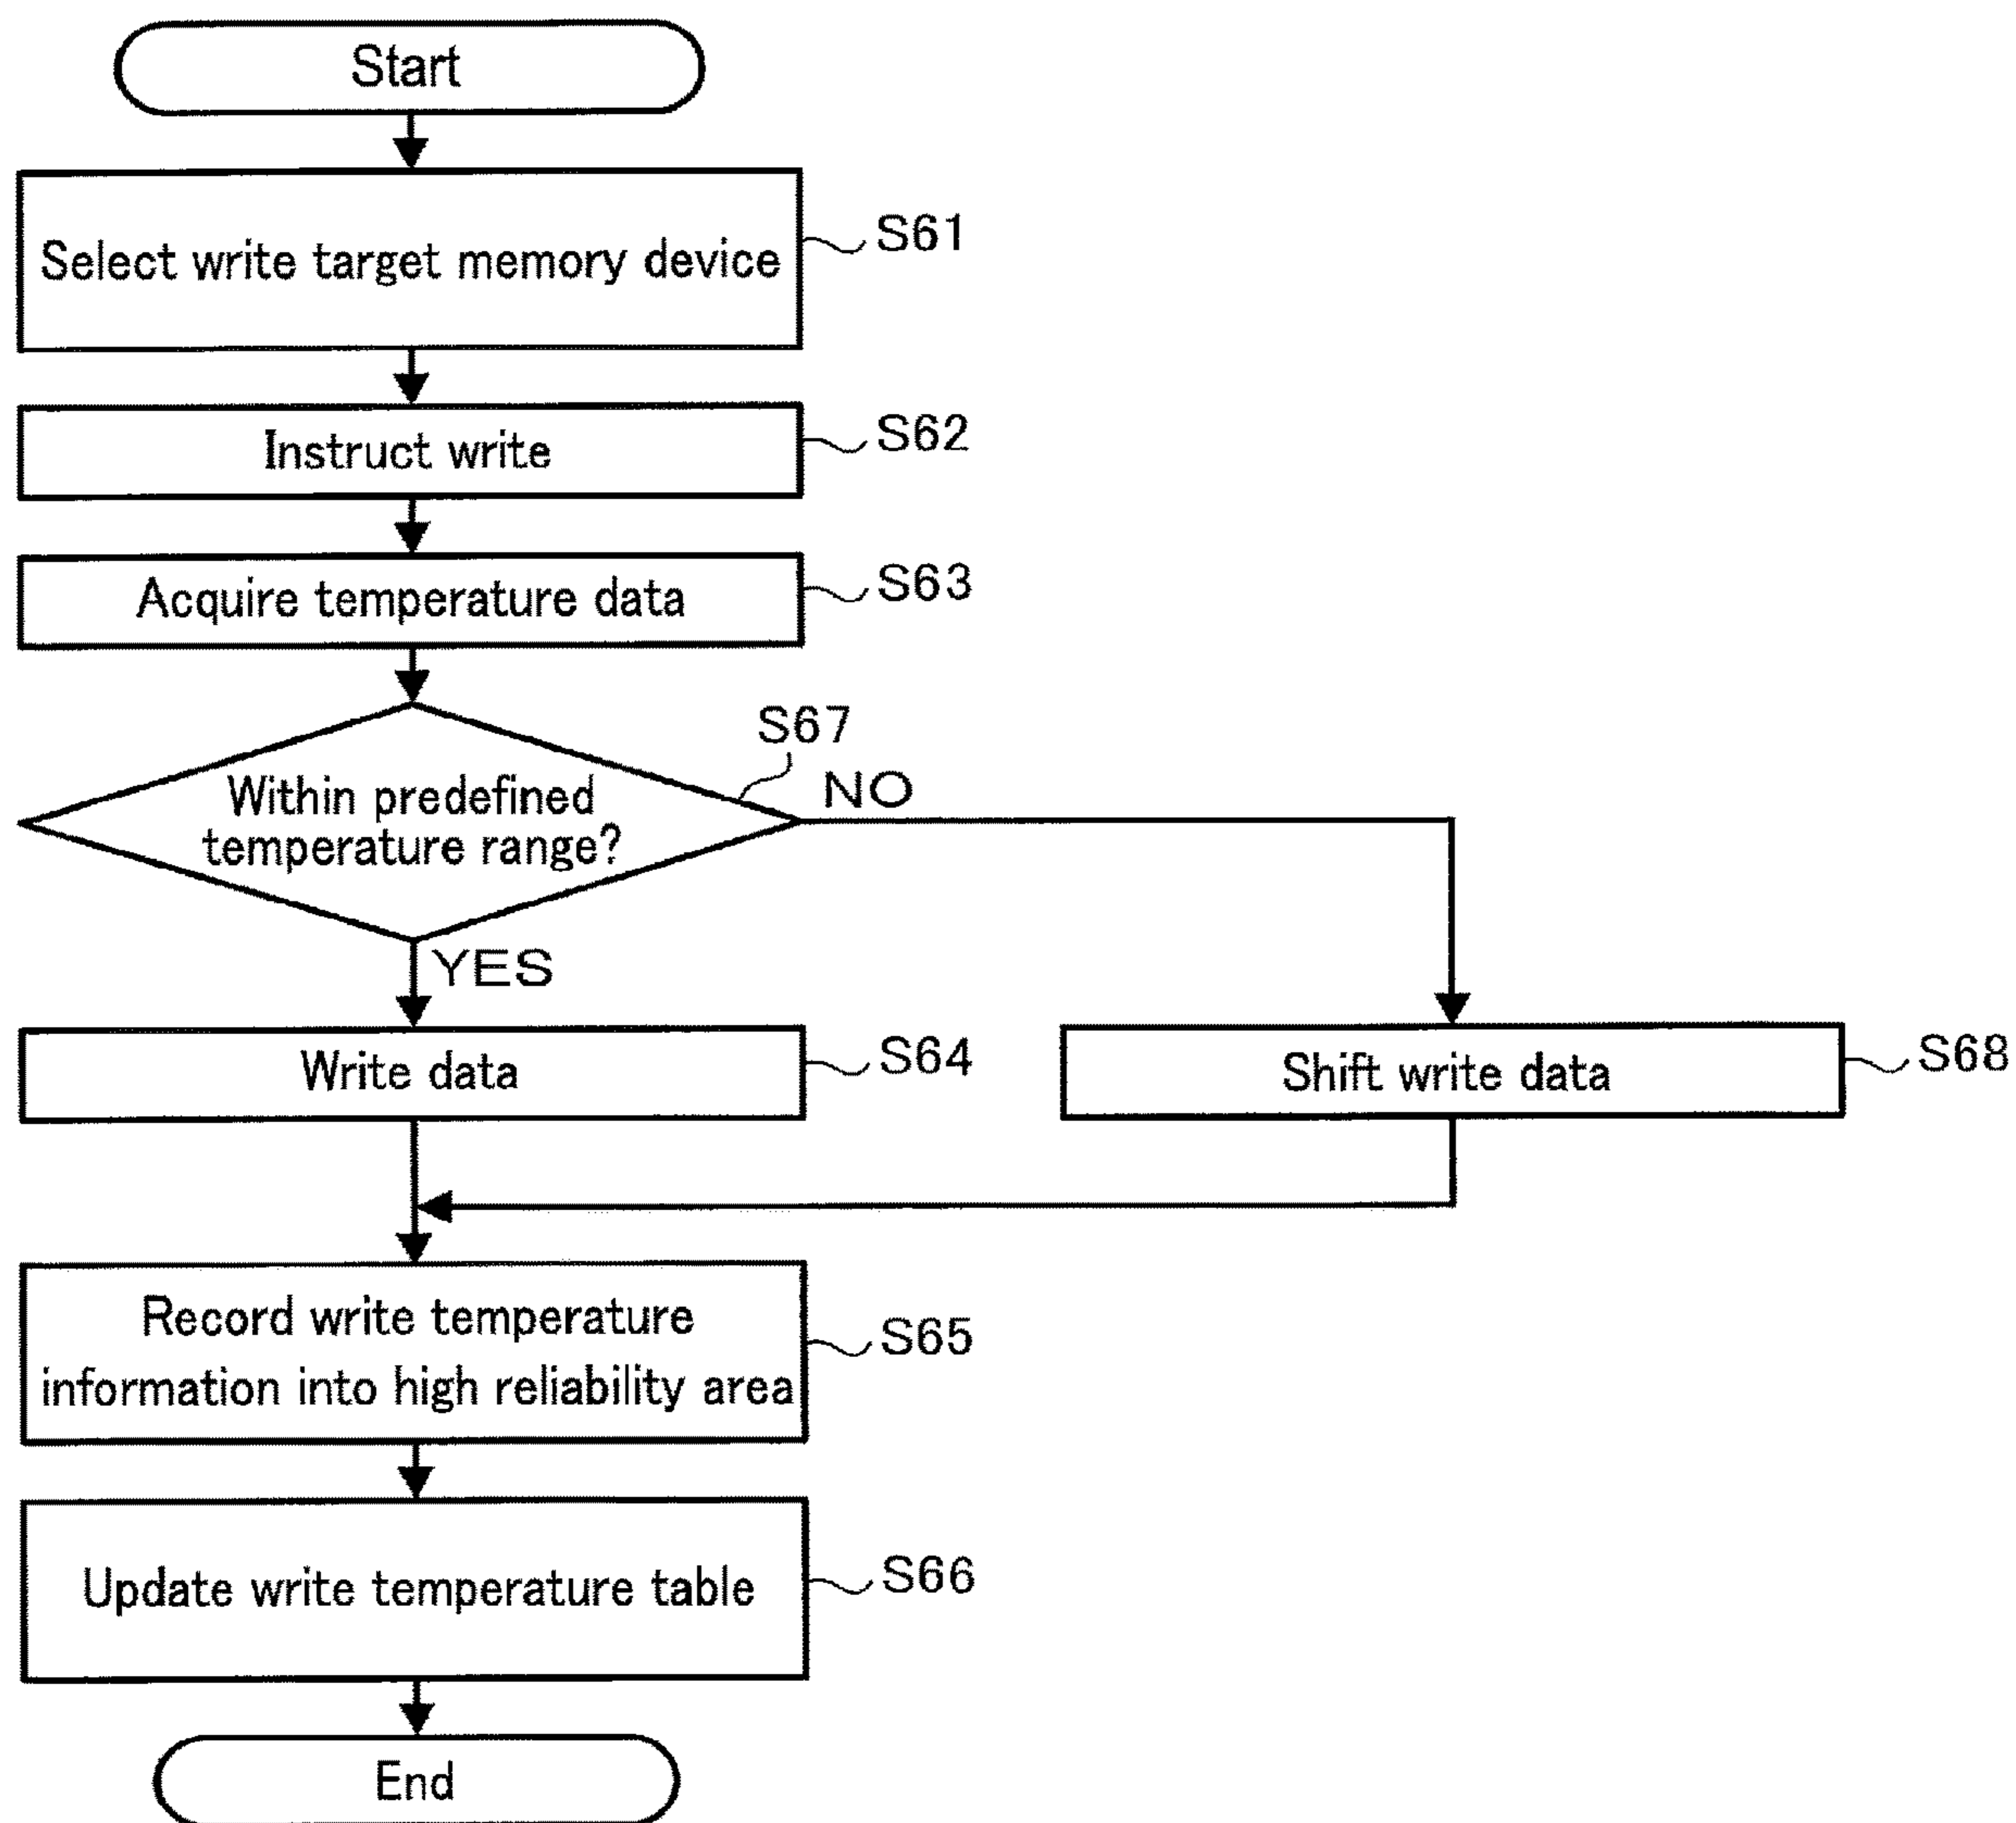 Start
Select write target memory device
S61
Instruct write
S62
Acquire temperature data
S63
S67
Within predefined
temperature range?
NO
YES
Write data
S64
Shift write data
S68
Record write temperature
information into high reliability area
S65
Update write temperature table
S66
End